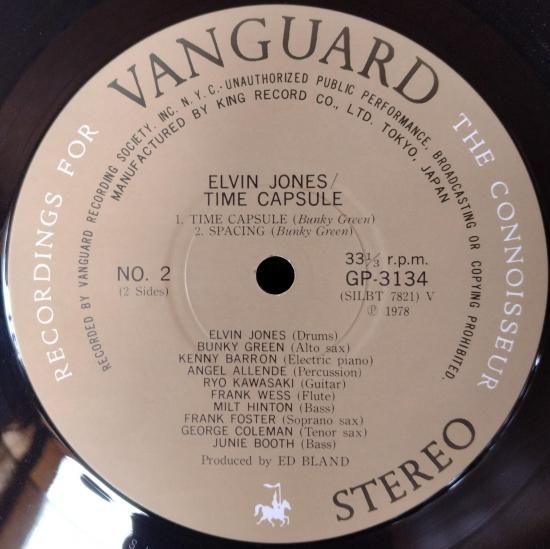 VANGUARD
RECORDINGS FOR THE CONNOISSEUR
RECORDED BY VANGUARD RECORDING SOCIETY. INC. N.Y.C.·UNAUTHORIZED PUBLIC PERFORMANCE, BROADCASTING OR COPYING PROHIBITED.
MANUFACTURED BY KING RECORD CO., LTD. TOKYO, JAPAN
ELVIN JONES/
TIME CAPSULE
1. TIME CAPSULE (Bunky Green)
2. SPACING (Bunky Green)
NO. 2
(2 Sides)
33⅓ r.p.m.
GP-3134
(SILBT 7821) V
℗ 1978
ELVIN JONES (Drums)
BUNKY GREEN (Alto sax)
KENNY BARRON (Electric piano)
ANGEL ALLENDE (Percussion)
RYO KAWASAKI (Guitar)
FRANK WESS (Flute)
MILT HINTON (Bass)
FRANK FOSTER (Soprano sax)
GEORGE COLEMAN (Tenor sax)
JUNIE BOOTH (Bass)
Produced by ED BLAND
STEREO